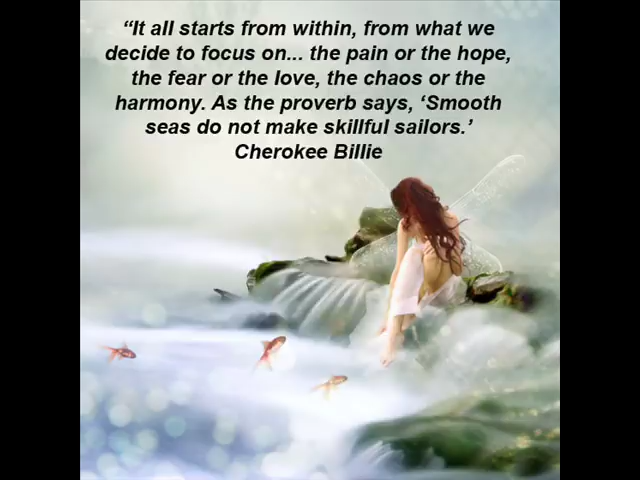 “It all starts from within, from what we
decide to focus on... the pain or the hope,
the fear or the love, the chaos or the
harmony. As the proverb says, ‘Smooth
seas do not make skillful sailors.’
Cherokee Billie